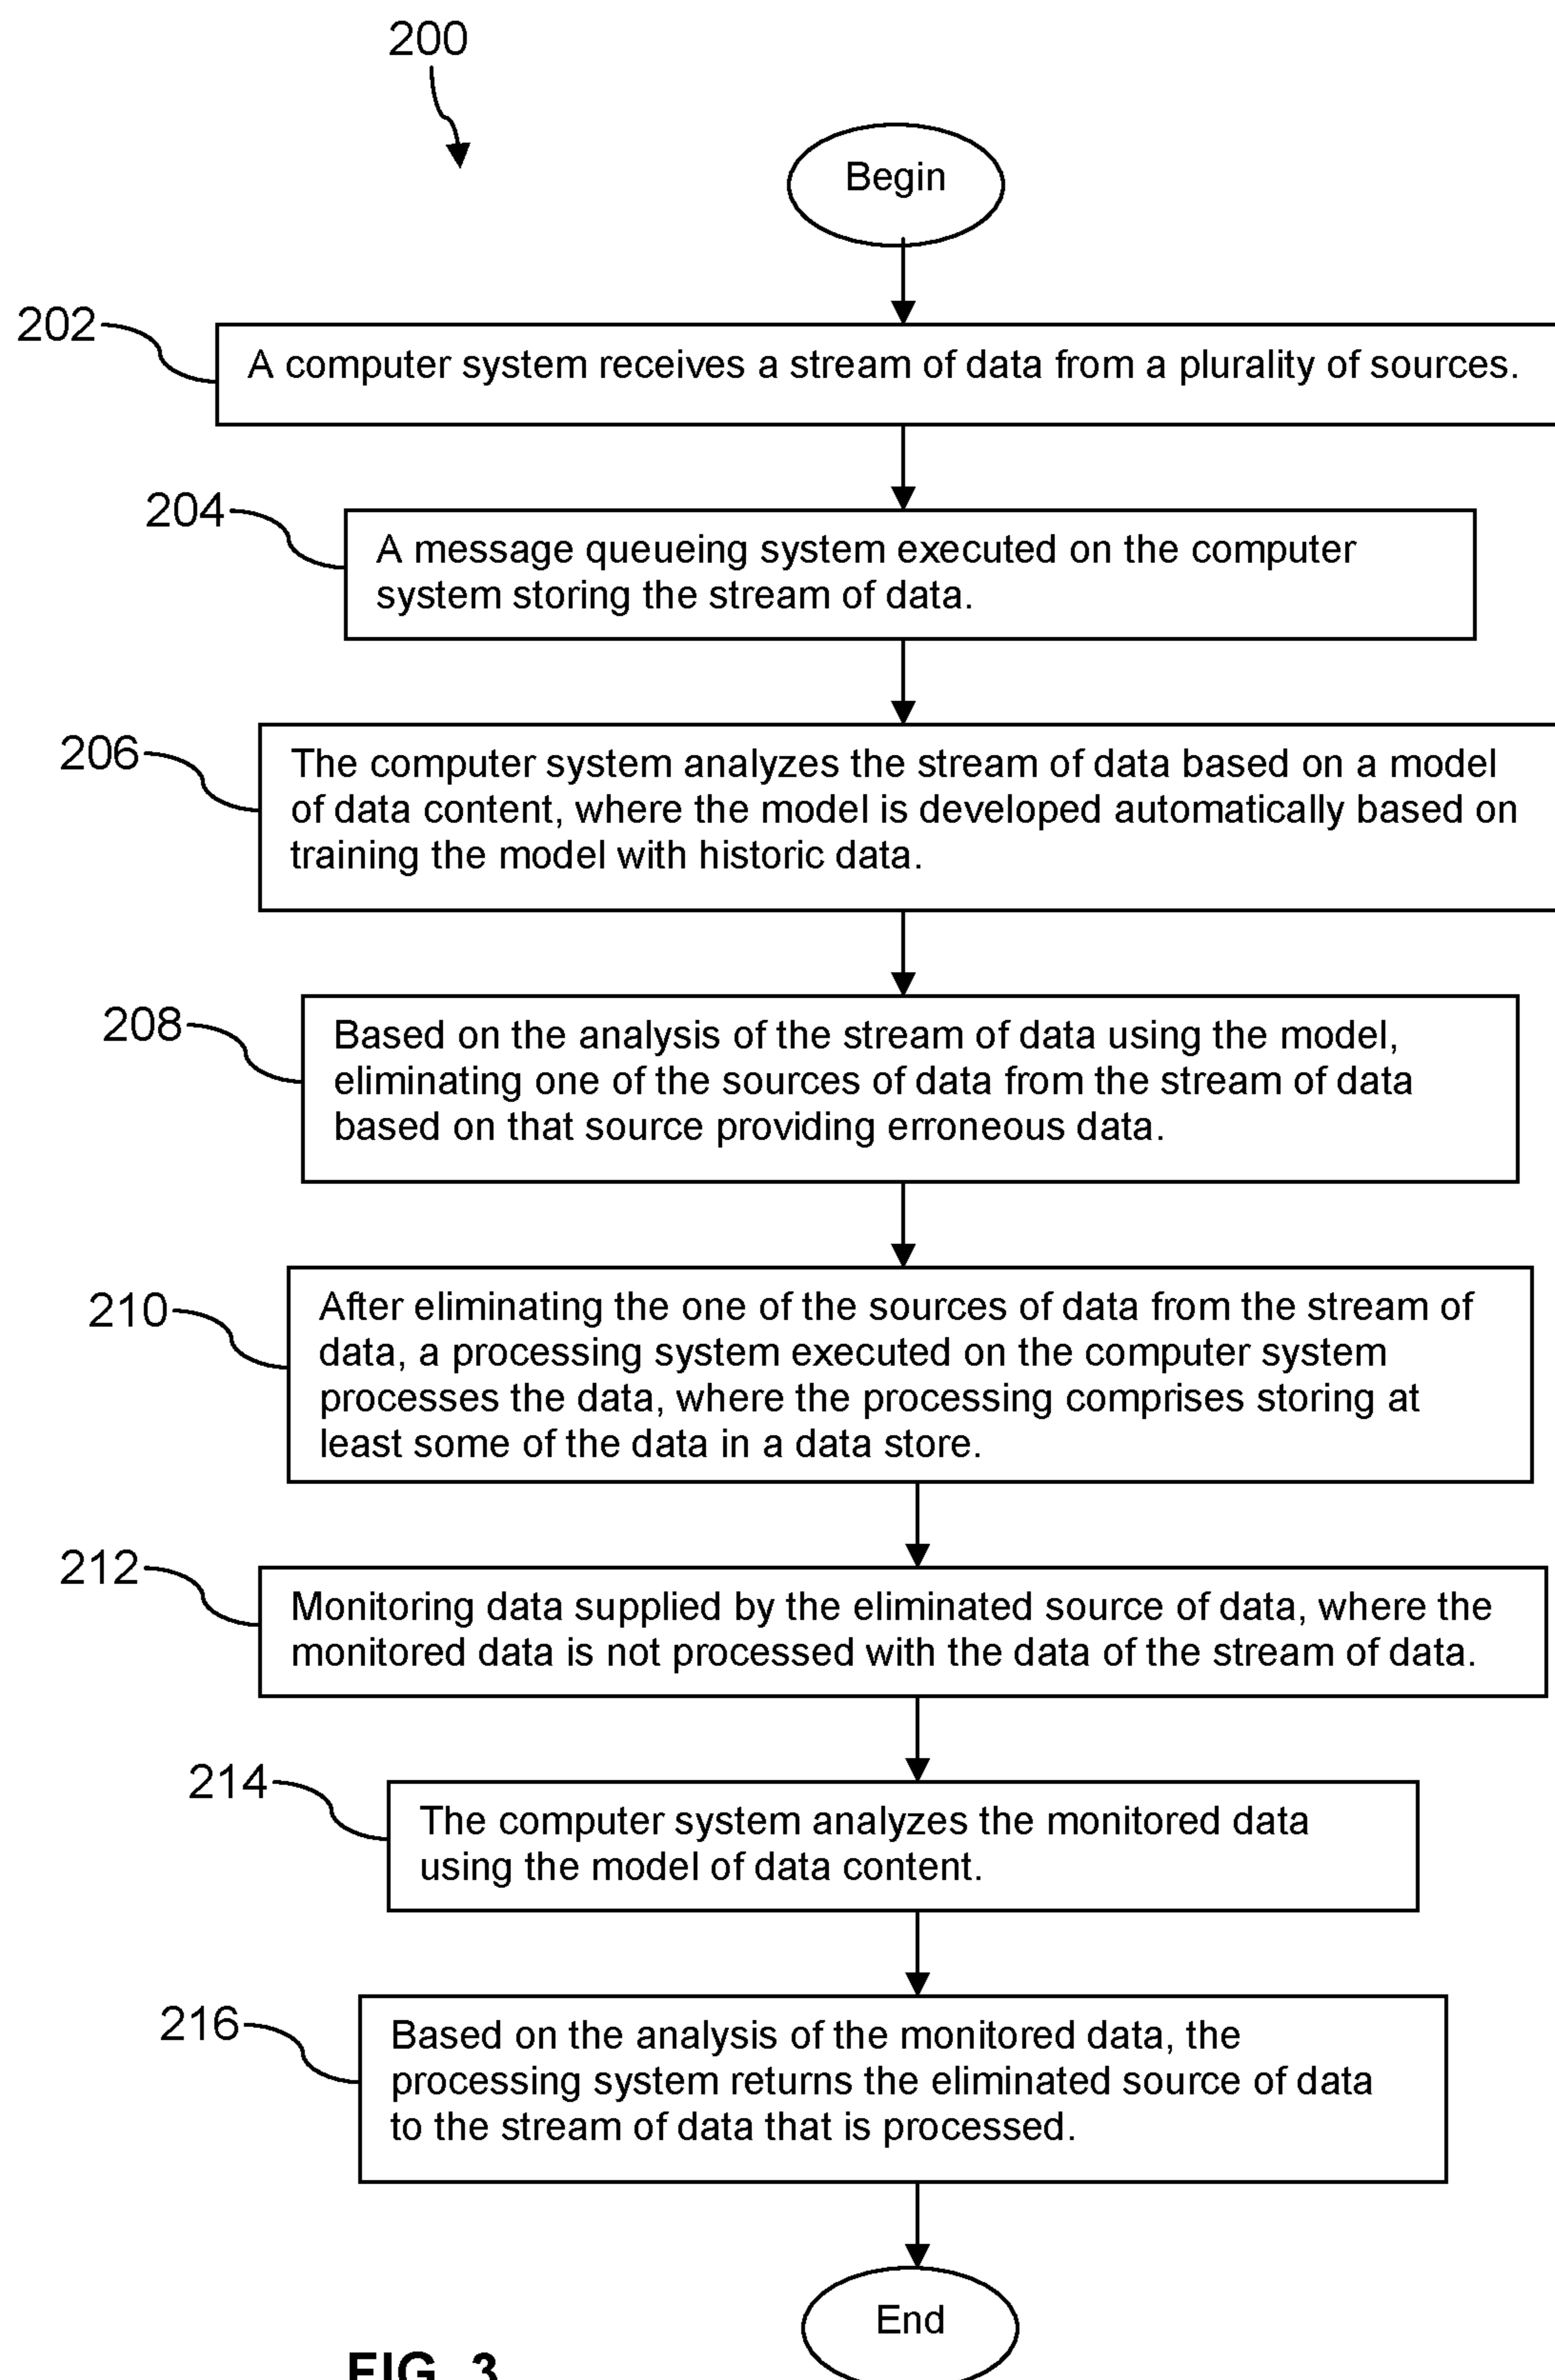 200
Begin
202
A computer system receives a stream of data from a plurality of sources.
204
A message queueing system executed on the computer
system storing the stream of data.
206
The computer system analyzes the stream of data based on a model
of data content, where the model is developed automatically based on
training the model with historic data.
208
Based on the analysis of the stream of data using the model,
eliminating one of the sources of data from the stream of data
based on that source providing erroneous data.
210
After eliminating the one of the sources of data from the stream of
data, a processing system executed on the computer system
processes the data, where the processing comprises storing at
least some of the data in a data store.
212
Monitoring data supplied by the eliminated source of data, where the
monitored data is not processed with the data of the stream of data.
214
The computer system analyzes the monitored data
using the model of data content.
216
Based on the analysis of the monitored data, the
processing system returns the eliminated source of data
to the stream of data that is processed.
End
FIG. 3